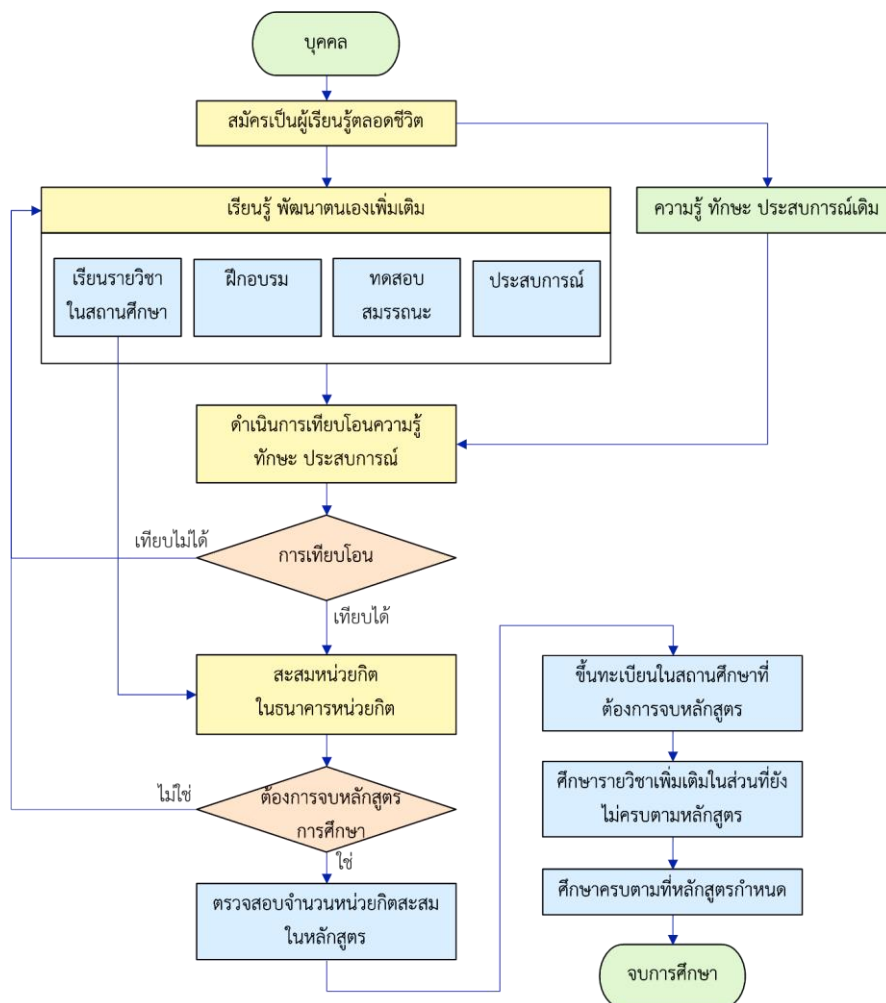 บุคคล
สมัครเป็นผู้เรียนรู้ตลอดชีวิต
เรียนรู้ พัฒนาตนเองเพิ่มเติม
ความรู้ ทักษะ ประสบการณ์เดิม
เรียนรายวิชา
ในสถานศึกษา
ฝึกอบรม
ทดสอบ
สมรรถนะ
ประสบการณ์
ดำเนินการเทียบโอนความรู้
ทักษะ ประสบการณ์
เทียบไม่ได้
การเทียบโอน
เทียบได้
สะสมหน่วยกิต
ในธนาคารหน่วยกิต
ไม่ใช่
ต้องการจบหลักสูตร
การศึกษา
ใช่
ตรวจสอบจำนวนหน่วยกิตสะสม
ในหลักสูตร
ขึ้นทะเบียนในสถานศึกษาที่
ต้องการจบหลักสูตร
ศึกษารายวิชาเพิ่มเติมในส่วนที่ยัง
ไม่ครบตามหลักสูตร
ศึกษาครบตามที่หลักสูตรกำหนด
จบการศึกษา